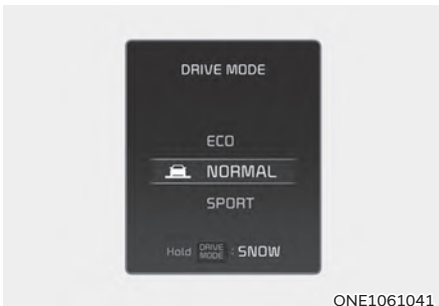 DRIVE MODE
ECO
NORMAL
SPORT
Hold DRIVE MODE : SNOW
ONE1061041